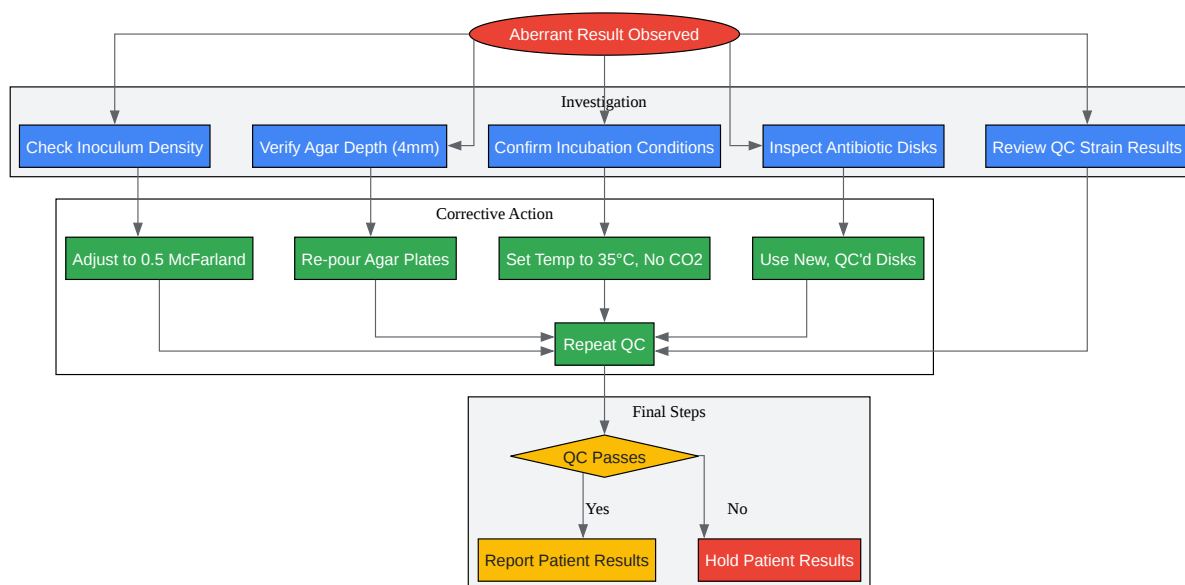 Aberrant Result Observed
Investigation
Check Inoculum Density
Verify Agar Depth (4mm)
Confirm Incubation Conditions
Inspect Antibiotic Disks
Review QC Strain Results
Corrective Action
Adjust to 0.5 McFarland
Re-pour Agar Plates
Set Temp to 35°C, No CO2
Use New, QC'd Disks
Repeat QC
Final Steps
QC Passes
Yes
No
Report Patient Results
Hold Patient Results